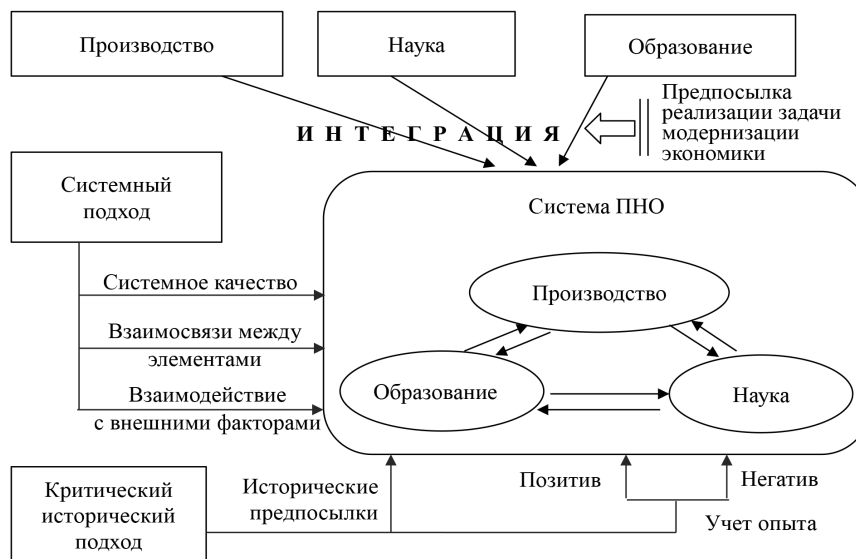 Производство
Наука
Образование
Предпосылка
реализации задачи
модернизации
экономики
И Н Т Е Г Р А Ц И Я
Системный
подход
Система ПНО
Системное качество
Производство
Взаимосвязи между
элементами
Образование
Наука
Взаимодействие
с внешними факторами
Критический
исторический
подход
Исторические
предпосылки
Позитив
Негатив
Учет опыта